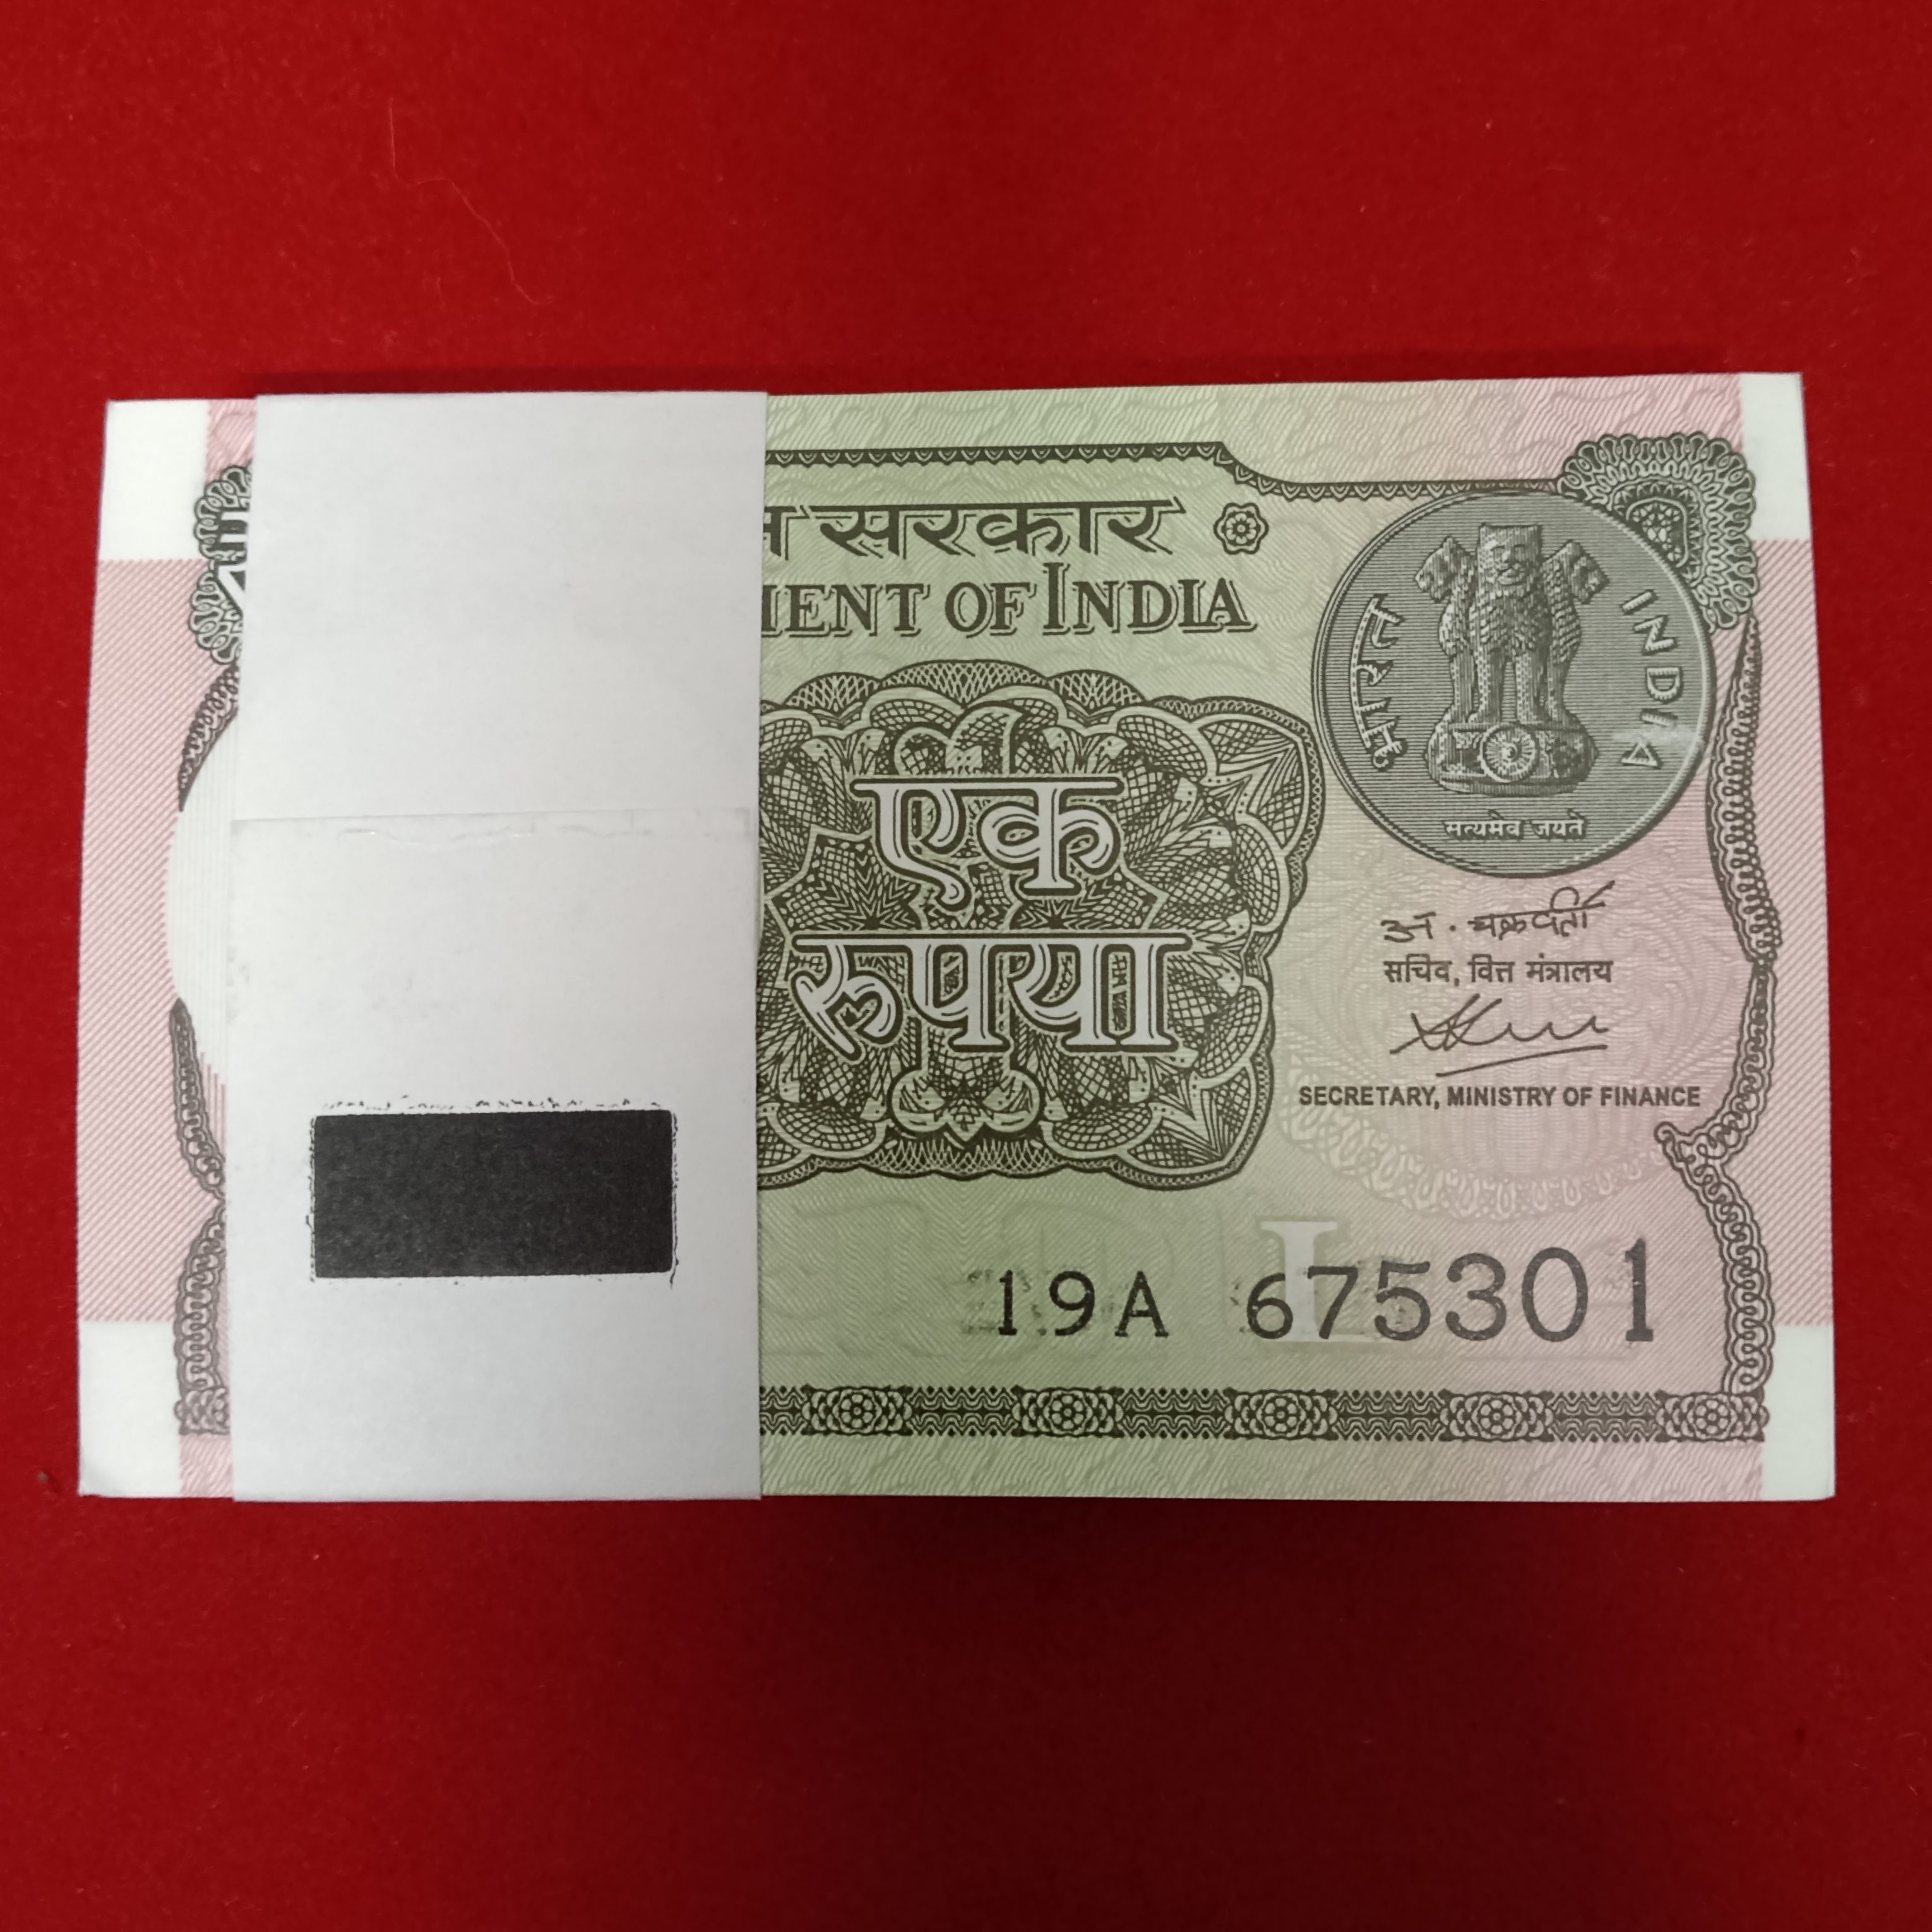 सरकार
OF INDIA
भारत
INDIA
सत्यमेव जयते
एक
रुपया
अ. चक्रवर्ती
सचिव, वित्त मंत्रालय
SECRETARY, MINISTRY OF FINANCE
L
19A 675301